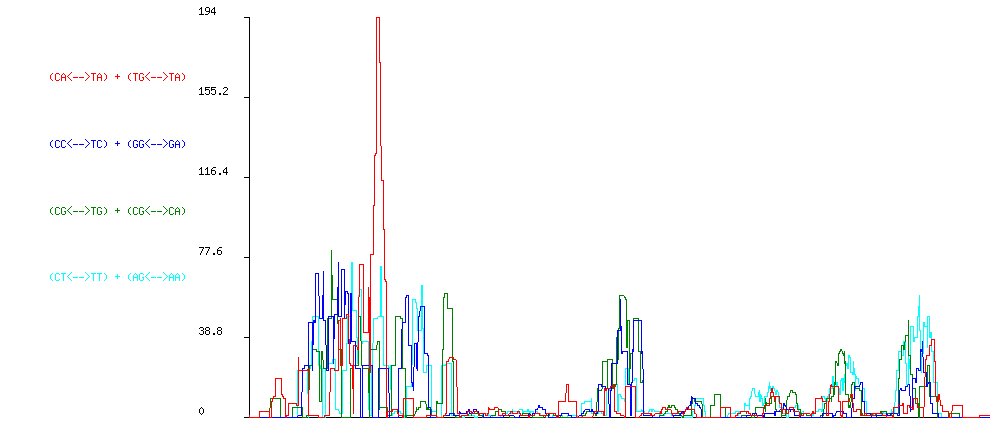 194
(CA<-->TA) + (TG<-->TA)
155.2
(CC<-->TC) + (GG<-->GA)
116.4
(CG<-->TG) + (CG<-->CA)
77.6
(CT<-->TT) + (AG<-->AA)
38.8
0